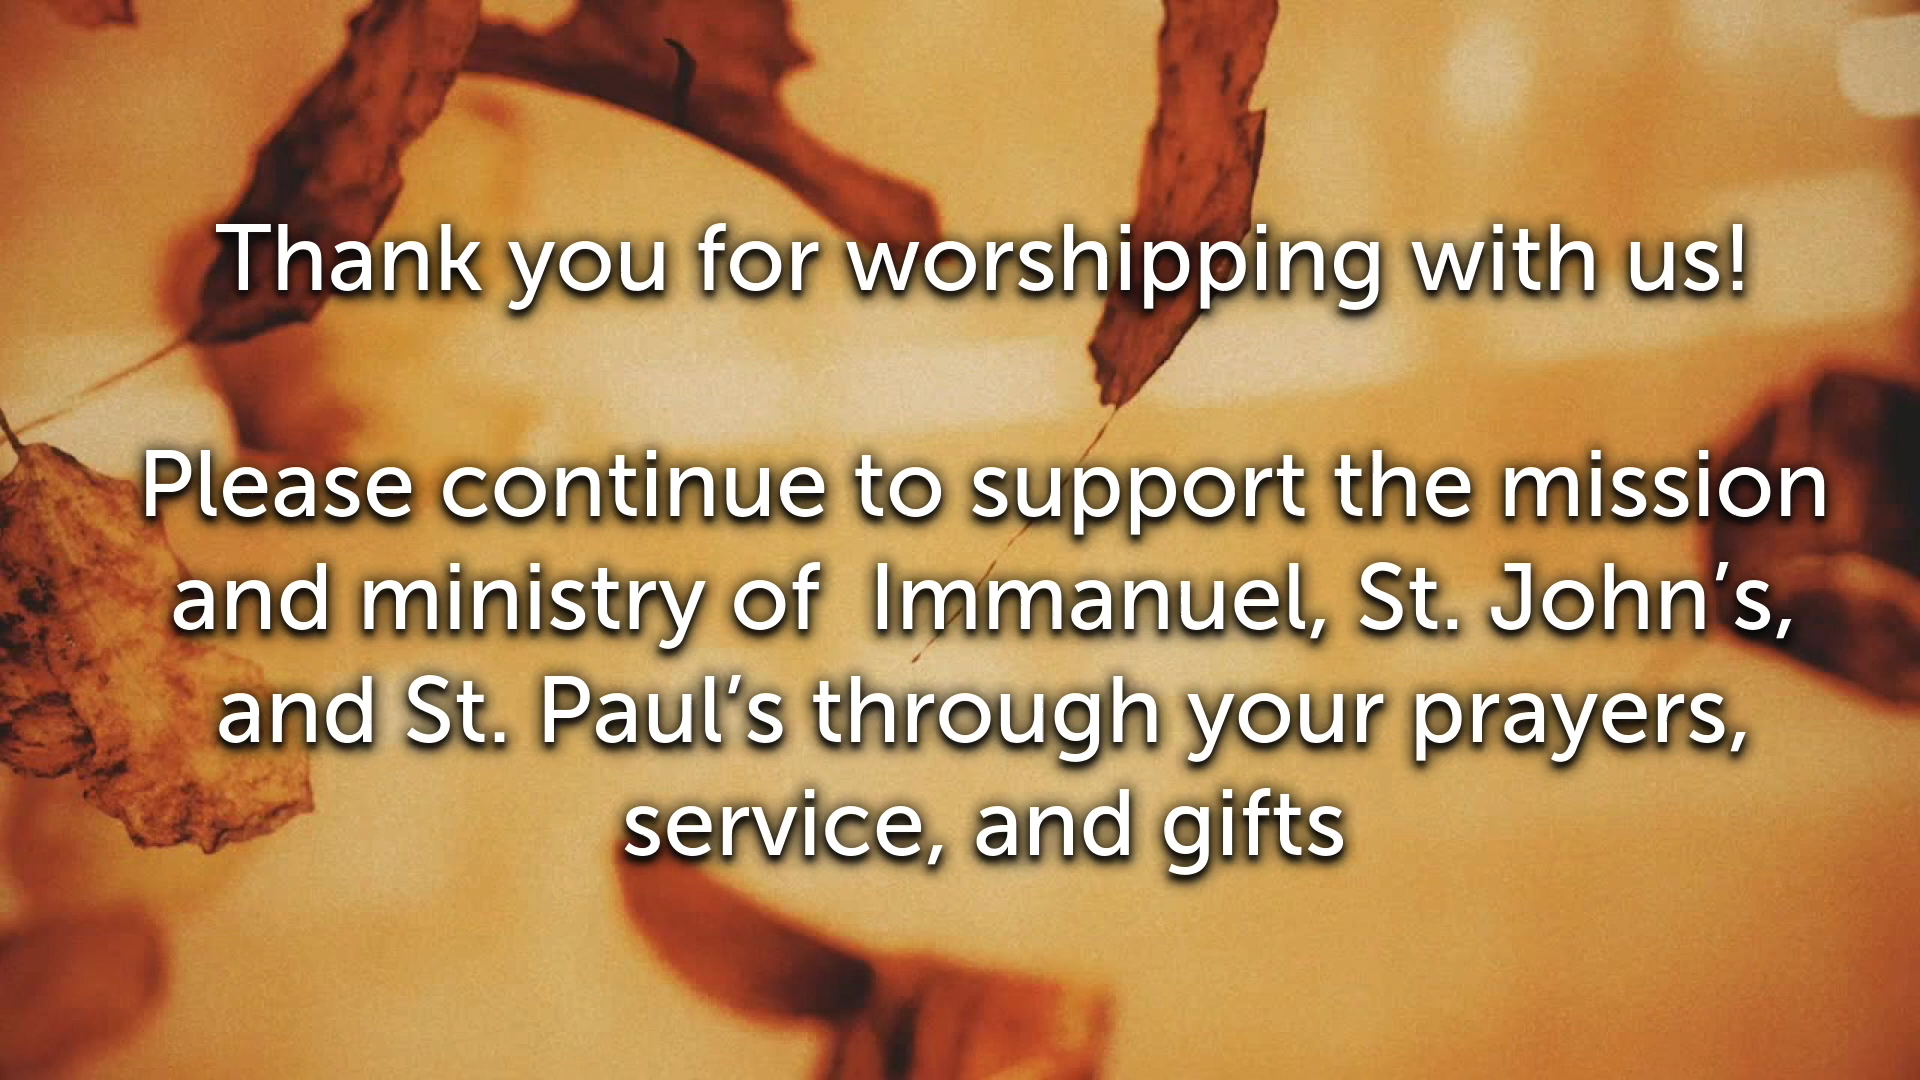 Thank you for worshipping with us!
Please continue to support the mission
and ministry of  Immanuel, St. John’s,
and St. Paul’s through your prayers,
service, and gifts